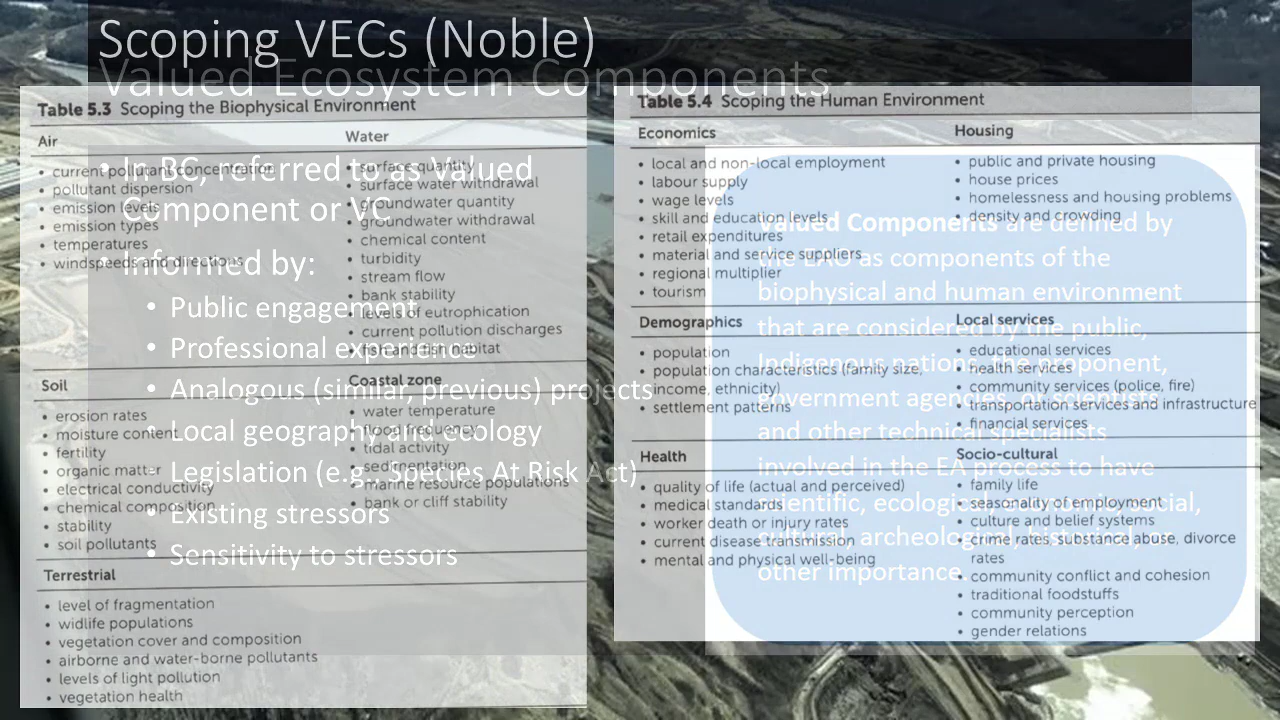 Scoping VECs (Noble)
Valued Ecosystem Components
Table 5.3 Scoping the Biophysical Environment
Air
• current pollutant concentration
• pollutant dispersion
• emission levels
• emission types
• temperatures
• windspeeds and directions
Water
• surface quantity
• surface water withdrawal
• groundwater quantity
• groundwater withdrawal
• chemical content
• turbidity
• stream flow
• bank stability
• levels of eutrophication
• current pollution discharges
• fish and fish habitat
Soil
• erosion rates
• moisture content
• fertility
• organic matter
• electrical conductivity
• chemical composition
• stability
• soil pollutants
Coastal zone
• water temperature
• flood frequency
• tidal activity
• sedimentation
• marine resource populations
• bank or cliff stability
Terrestrial
• level of fragmentation
• widlife populations
• vegetation cover and composition
• airborne and water-borne pollutants
• levels of light pollution
• vegetation health
• In BC, referred to as Valued
Component or VC
• Informed by:
• Public engagement
• Professional experience
• Analogous (similar, previous) projects
• Local geography and ecology
• Legislation (e.g., Species At Risk Act)
• Existing stressors
• Sensitivity to stressors
Table 5.4 Scoping the Human Environment
Economics
• local and non-local employment
• labour supply
• wage levels
• skill and education levels
• retail expenditures
• material and service suppliers
• regional multiplier
• tourism
Housing
• public and private housing
• house prices
• homelessness and housing problems
• density and crowding
Demographics
• population
• population characteristics (family size,
income, ethnicity)
• settlement patterns
Local services
• educational services
• health services
• community services (police, fire)
• transportation services and infrastructure
• financial services
Health
• quality of life (actual and perceived)
• medical standards
• worker death or injury rates
• current disease transmission
• mental and physical well-being
Socio-cultural
• family life
• seasonality of employment
• culture and belief systems
• crime rates, substance abuse, divorce
rates
• community conflict and cohesion
• traditional foodstuffs
• community perception
• gender relations
Valued Components are defined by
the EAO as components of the
biophysical and human environment
that are considered by the public,
Indigenous nations, the proponent,
government agencies, or scientists
and other technical specialists
involved in the EA process to have
scientific, ecological, economic, social,
cultural, archeological, historical, or
other importance.